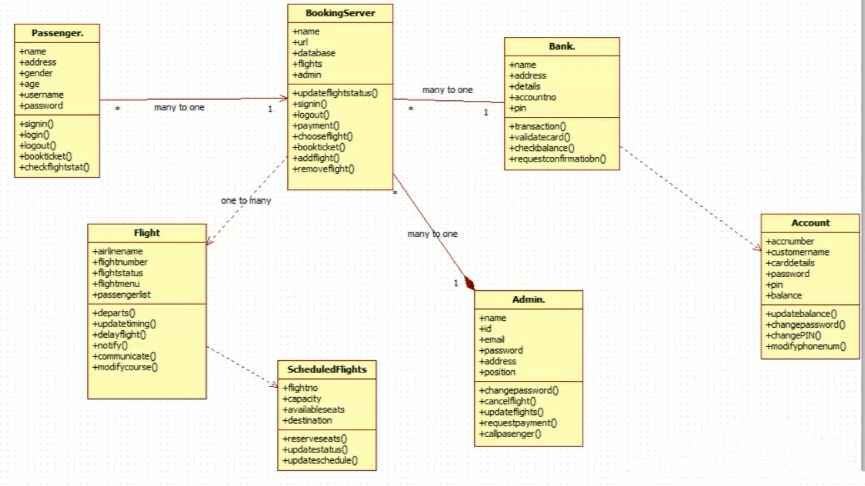 Passenger.
+name
+address
+gender
+age
+username
+password
+signin()
+login()
+logout()
+bookticket()
+checkflightstat()
*
many to one
1
BookingServer
+name
+url
+database
+flights
+admin
+updateflightstatus()
+signin()
+logout()
+payment()
+chooseflight()
+bookticket()
+addflight()
+removeflight()
many to one
*
1
Bank.
+name
+address
+details
+accountno
+pin
+transaction()
+validatecard()
+checkbalance()
+requestconfirmatiobn()
one to many
*
many to one
1
Flight
+airlinename
+flightnumber
+flightstatus
+flightmenu
+passengerlist
+departs()
+updatetiming()
+delayflight()
+notify()
+communicate()
+modifycourse()
Account
+accnumber
+customername
+carddetails
+password
+pin
+balance
+updatebalance()
+changepassword()
+changePIN()
+modifyphonenum()
Admin.
+name
+id
+email
+password
+address
+position
+changepassword()
+cancelflight()
+updateflights()
+requestpayment()
+callpasenger()
ScheduledFlights
+flightno
+capacity
+availableseats
+destination
+reserveseats()
+updatestatus()
+updateschedule()